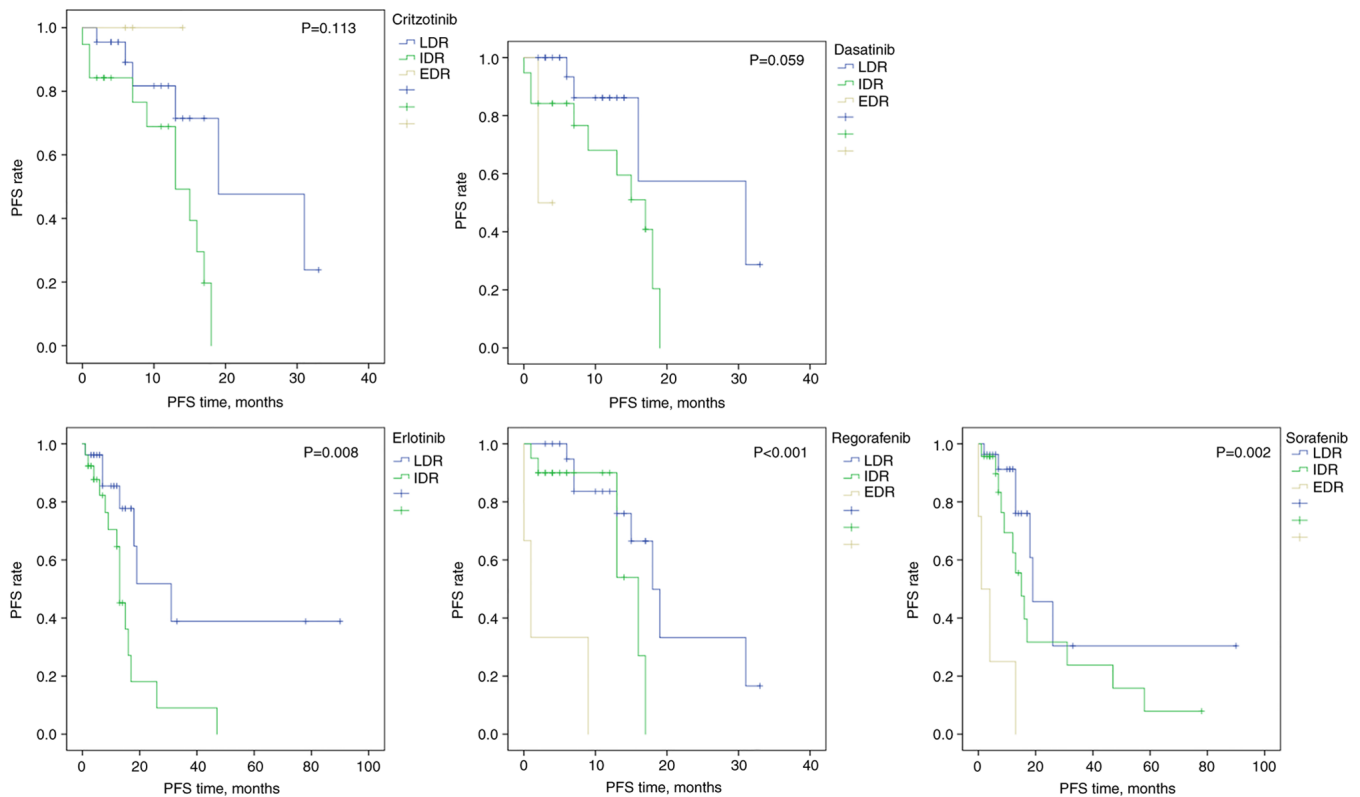 Critzotinib
P=0.113
LDR
IDR
EDR
1.0
0.8
0.6
0.4
0.2
0.0
PFS rate
0 10 20 30 40
PFS time, months
Dasatinib
P=0.059
LDR
IDR
EDR
1.0
0.8
0.6
0.4
0.2
0.0
PFS rate
0 10 20 30 40
PFS time, months
Erlotinib
P=0.008
LDR
IDR
1.0
0.8
0.6
0.4
0.2
0.0
PFS rate
0 20 40 60 80 100
PFS time, months
Regorafenib
P<0.001
LDR
IDR
EDR
1.0
0.8
0.6
0.4
0.2
0.0
PFS rate
0 10 20 30 40
PFS time, months
Sorafenib
P=0.002
LDR
IDR
EDR
1.0
0.8
0.6
0.4
0.2
0.0
PFS rate
0 20 40 60 80 100
PFS time, months